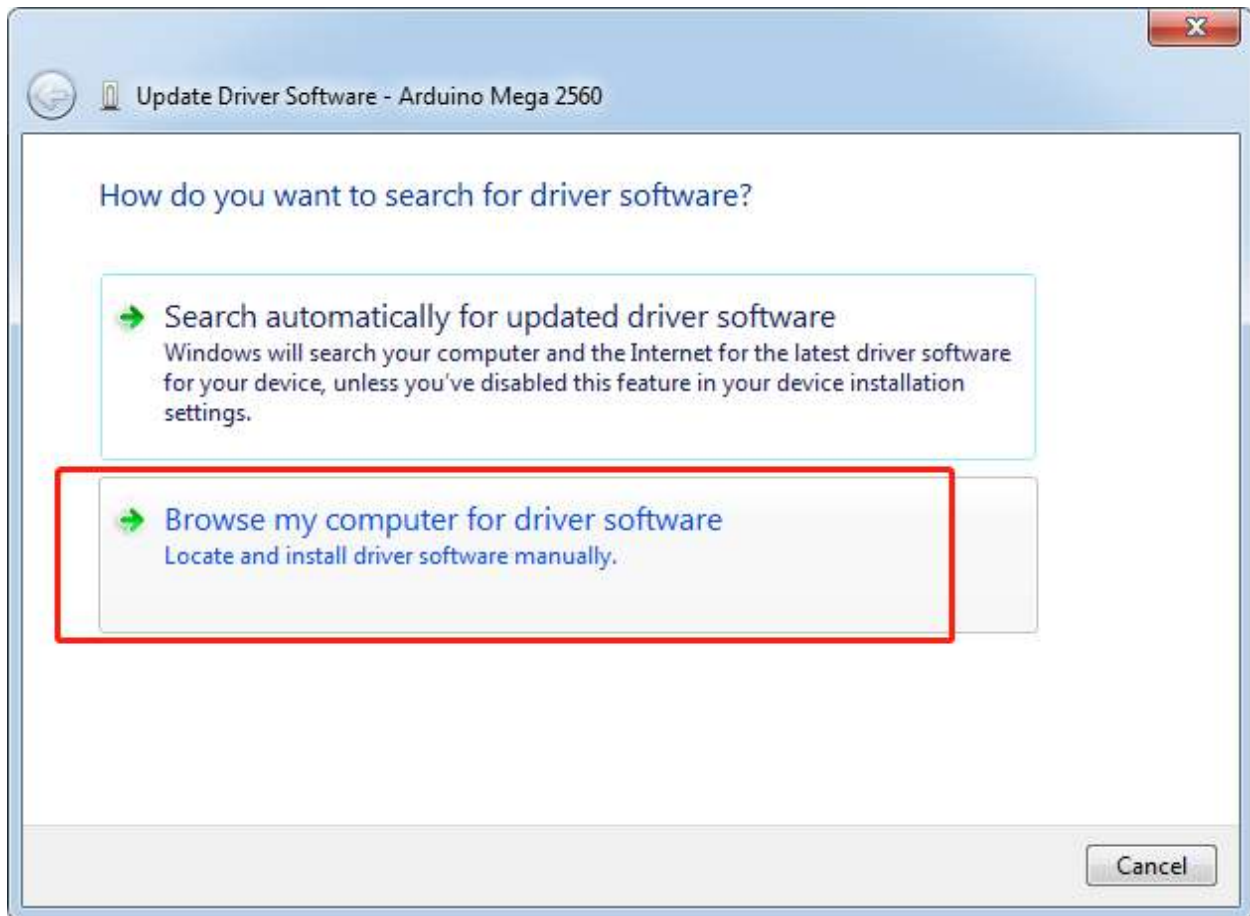 Update Driver Software - Arduino Mega 2560
How do you want to search for driver software?
Search automatically for updated driver software
Windows will search your computer and the Internet for the latest driver software
for your device, unless you've disabled this feature in your device installation
settings.
Browse my computer for driver software
Locate and install driver software manually.
Cancel